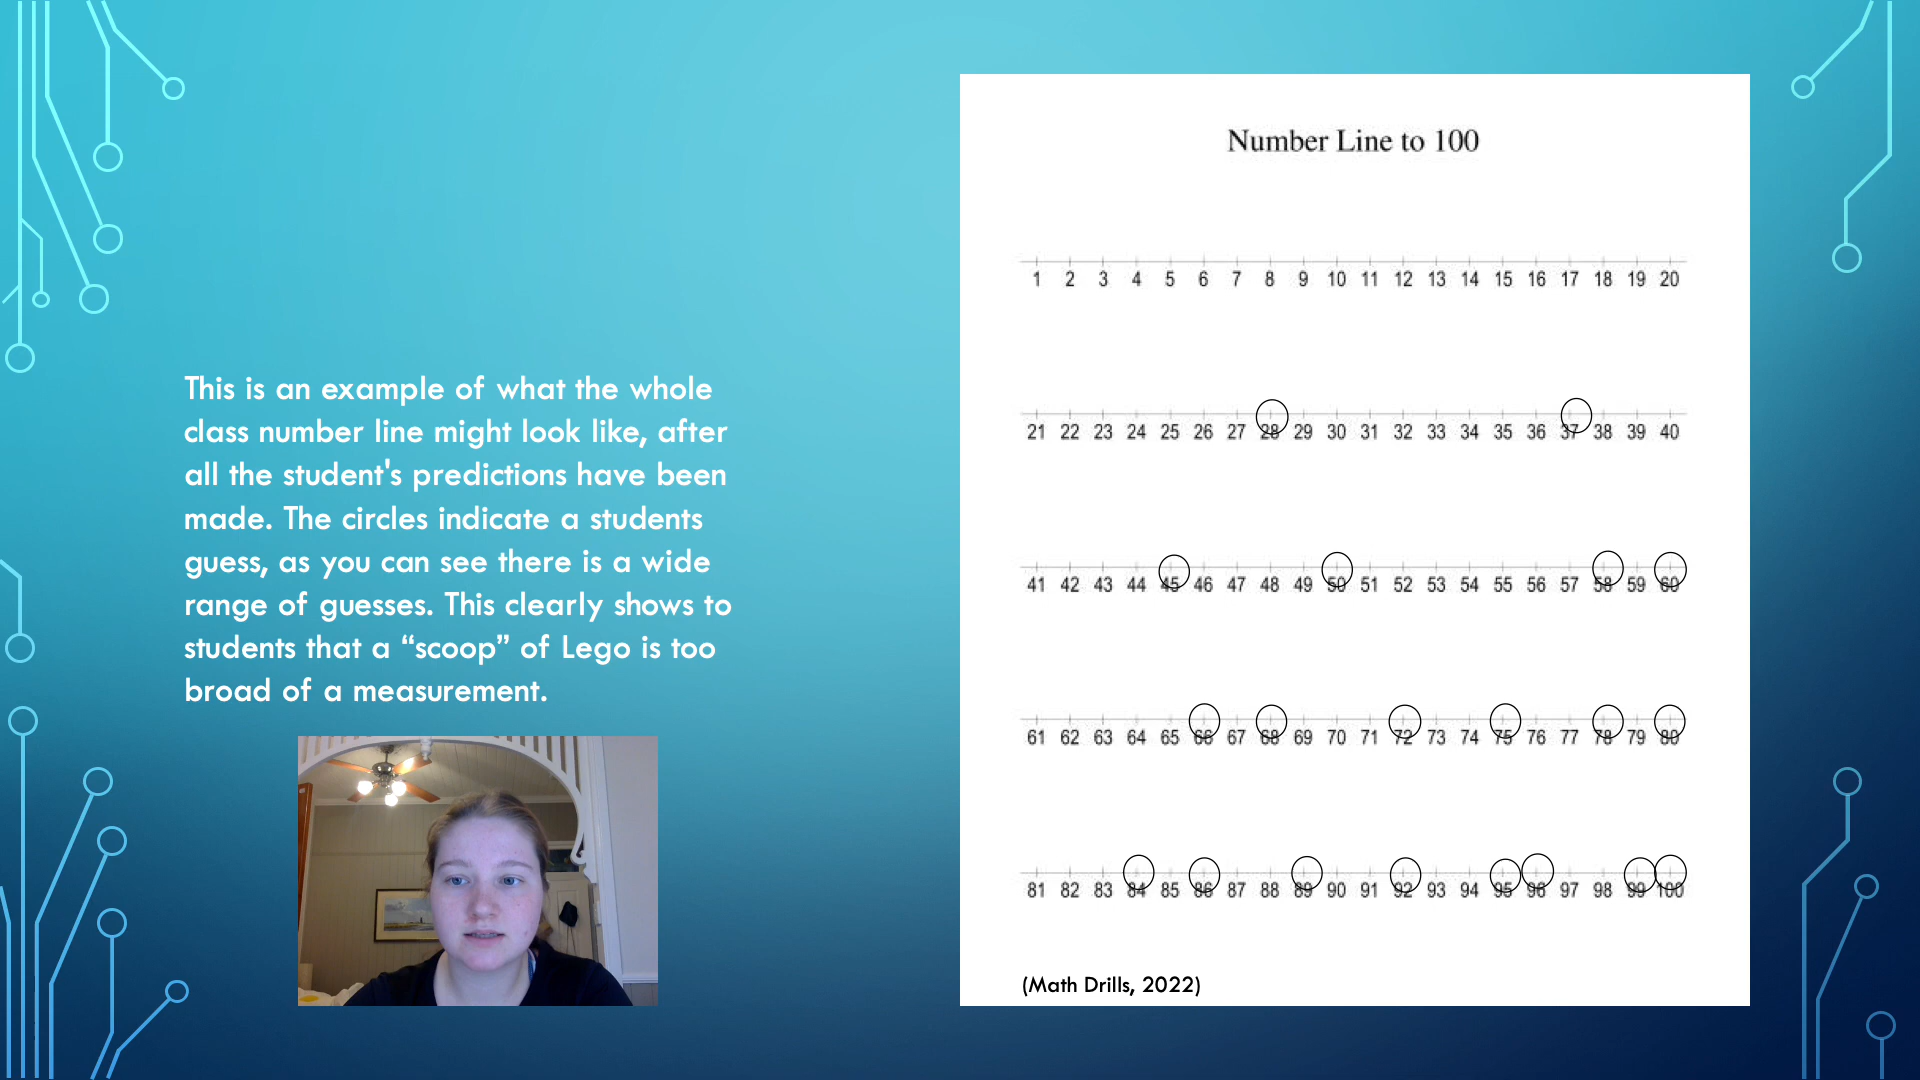 This is an example of what the whole
class number line might look like, after
all the student's predictions have been
made. The circles indicate a students
guess, as you can see there is a wide
range of guesses. This clearly shows to
students that a “scoop” of Lego is too
broad of a measurement.
Number Line to 100
1 2 3 4 5 6 7 8 9 10 11 12 13 14 15 16 17 18 19 20
21 22 23 24 25 26 27 28 29 30 31 32 33 34 35 36 37 38 39 40
41 42 43 44 45 46 47 48 49 50 51 52 53 54 55 56 57 58 59 60
61 62 63 64 65 66 67 68 69 70 71 72 73 74 75 76 77 78 79 80
81 82 83 84 85 86 87 88 89 90 91 92 93 94 95 96 97 98 99 100
(Math Drills, 2022)